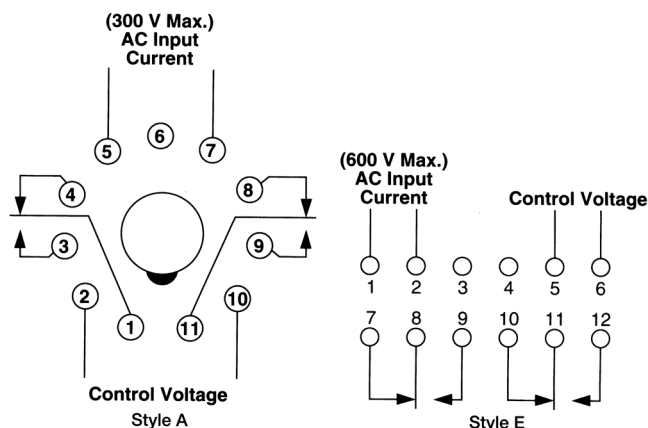 (300 V Max.)
AC Input
Current
5
6
7
4
8
3
9
2
10
1
11
Control Voltage
Style A
(600 V Max.)
AC Input
Current
Control Voltage
1 2 3 4 5 6
7 8 9 10 11 12
Style E